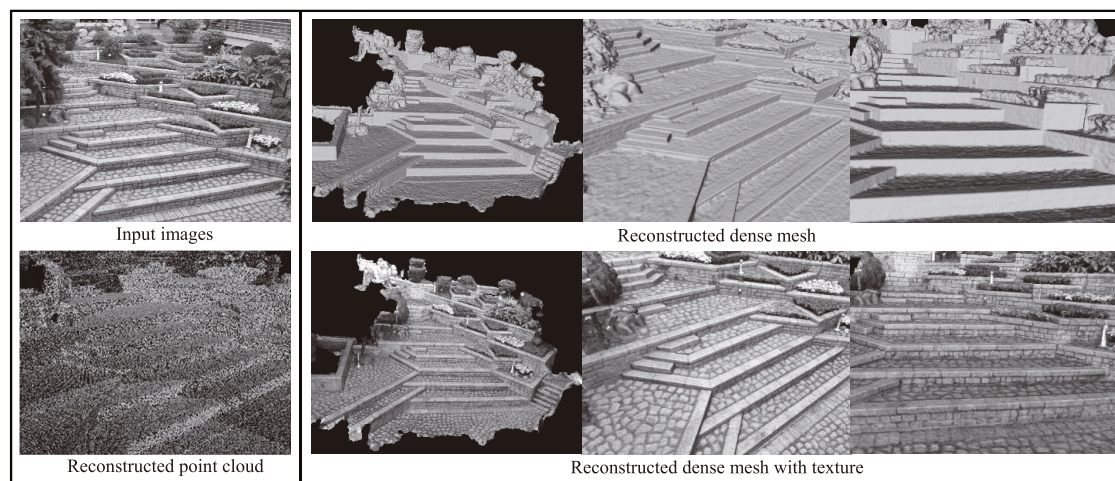 Input images
Reconstructed dense mesh
Reconstructed point cloud
Reconstructed dense mesh with texture